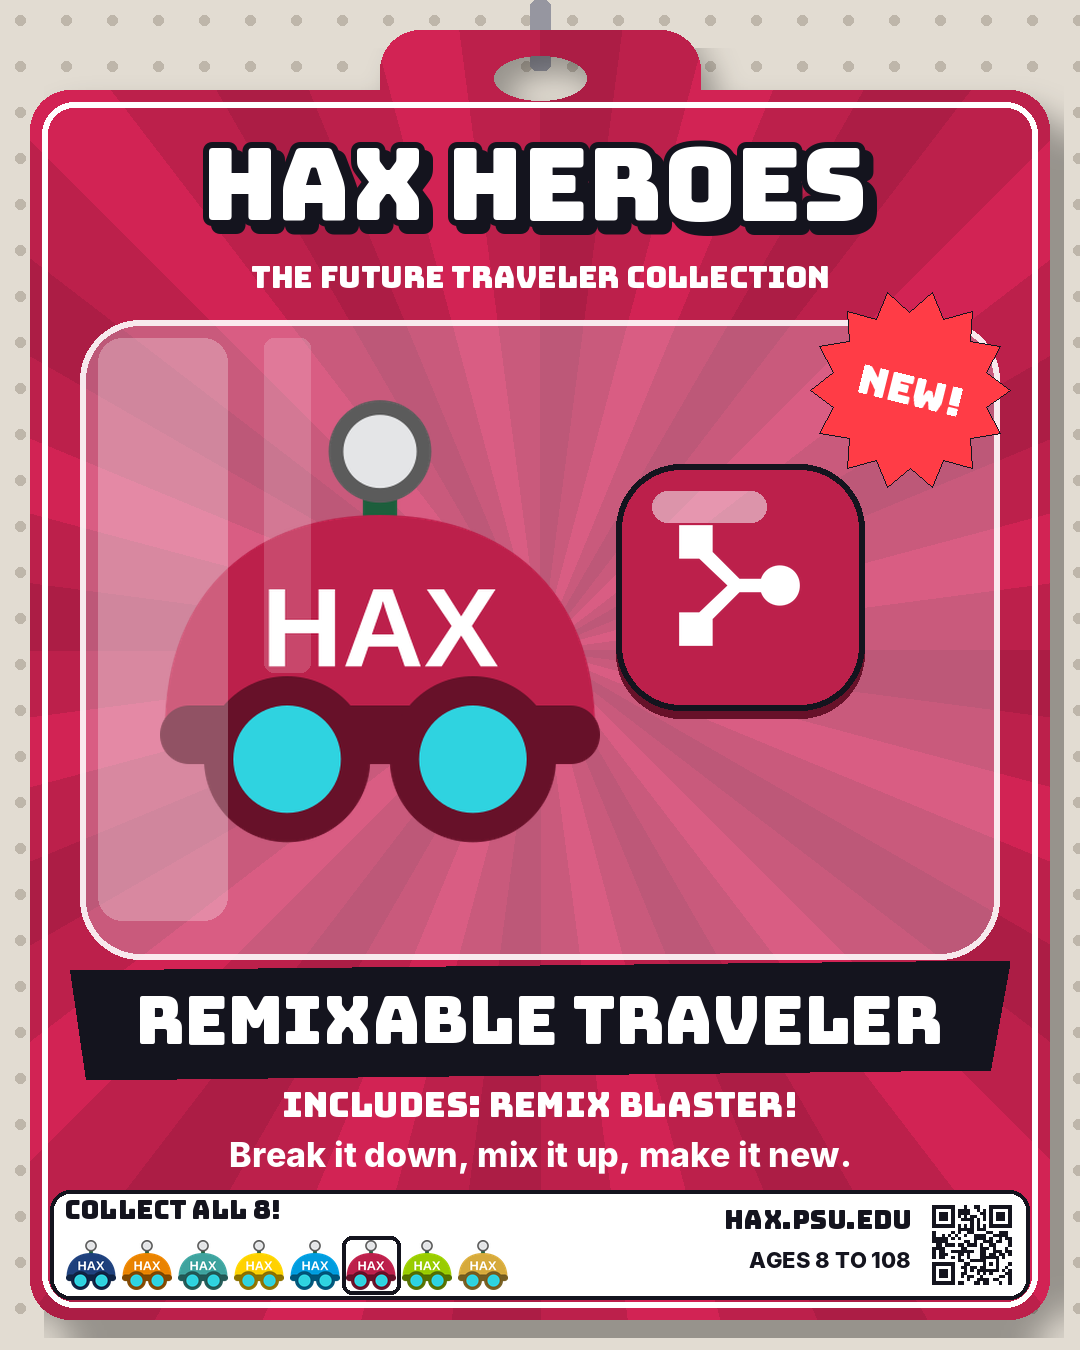 HAX HEROES
THE FUTURE TRAVELER COLLECTION
NEW!
HAX
REMIXABLE TRAVELER
INCLUDES: REMIX BLASTER!
Break it down, mix it up, make it new.
COLLECT ALL 8!
HAX HAX HAX HAX HAX HAX HAX HAX
HAX.PSU.EDU
AGES 8 TO 108